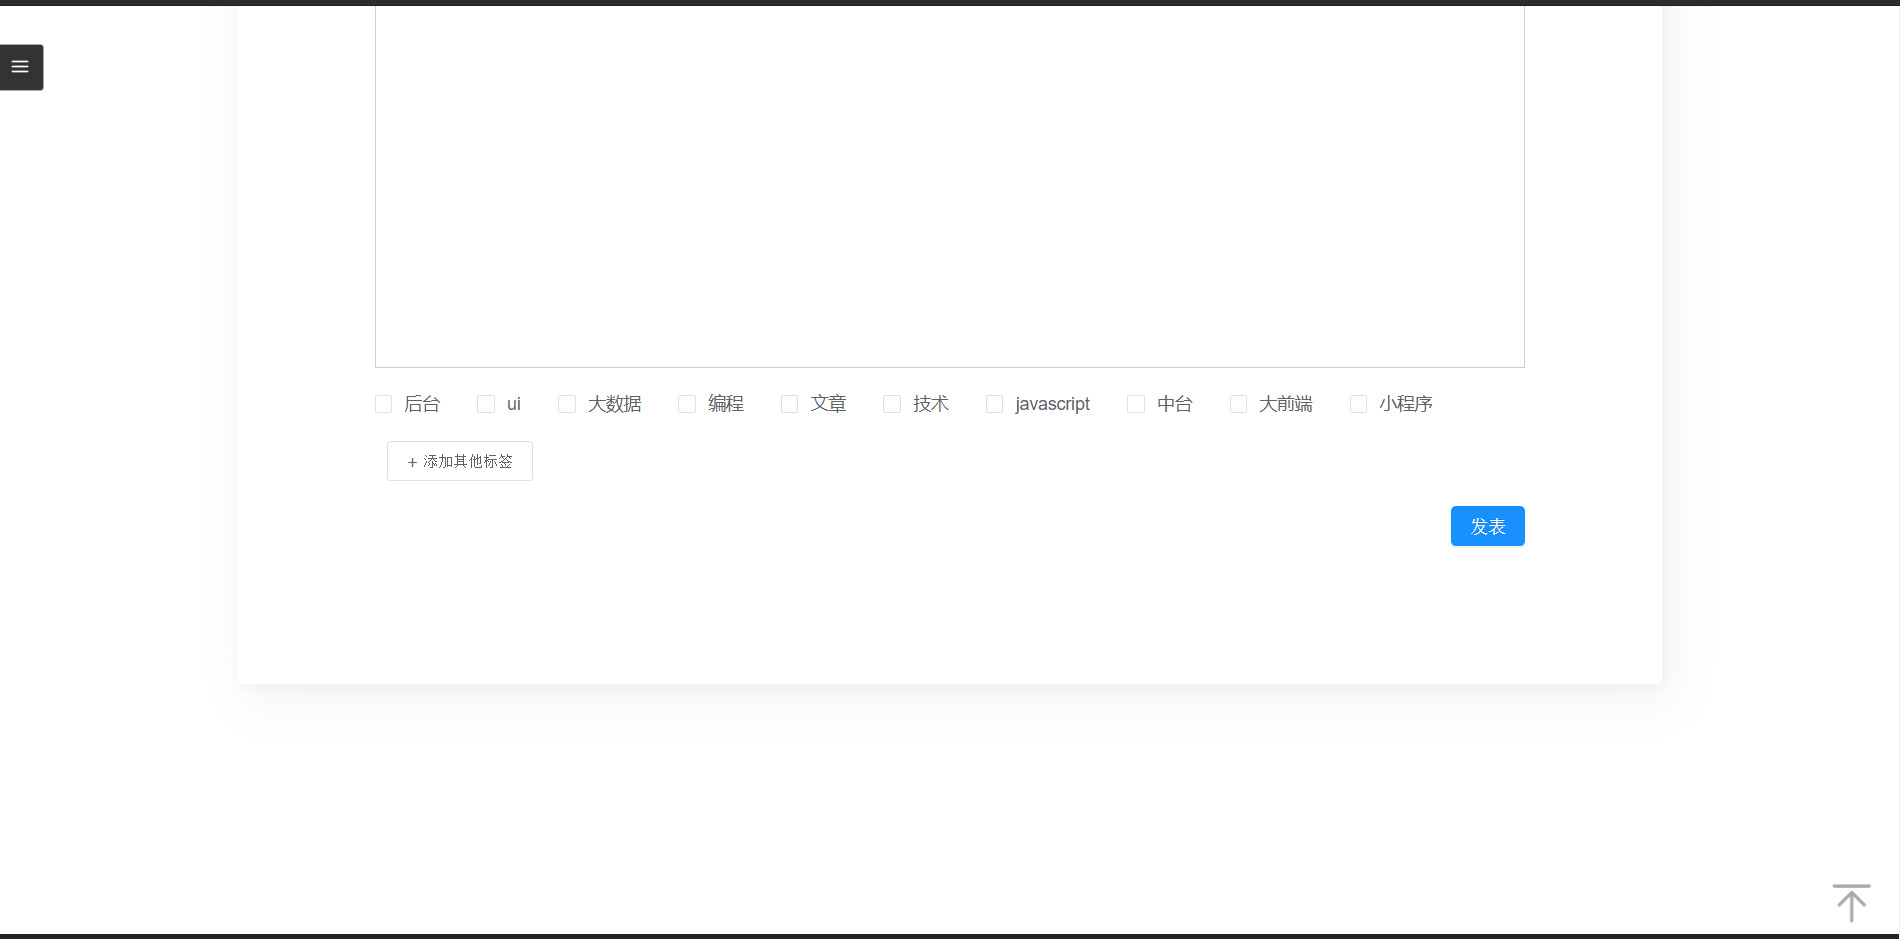 后台 ui 大数据 编程 文章 技术 javascript 中台 大前端 小程序
+ 添加其他标签
发表